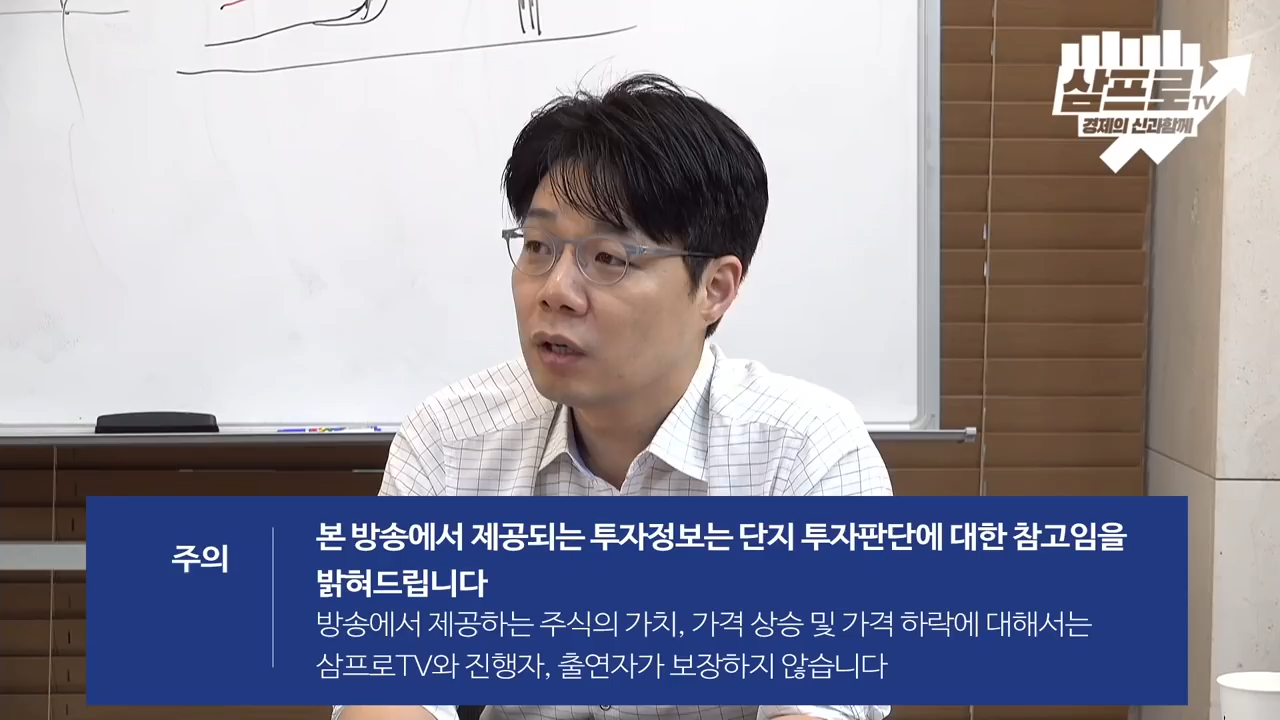 삼프로TV
경제의 신과함께
주의
본 방송에서 제공되는 투자정보는 단지 투자판단에 대한 참고임을
밝혀드립니다
방송에서 제공하는 주식의 가치, 가격 상승 및 가격 하락에 대해서는
삼프로TV와 진행자, 출연자가 보장하지 않습니다